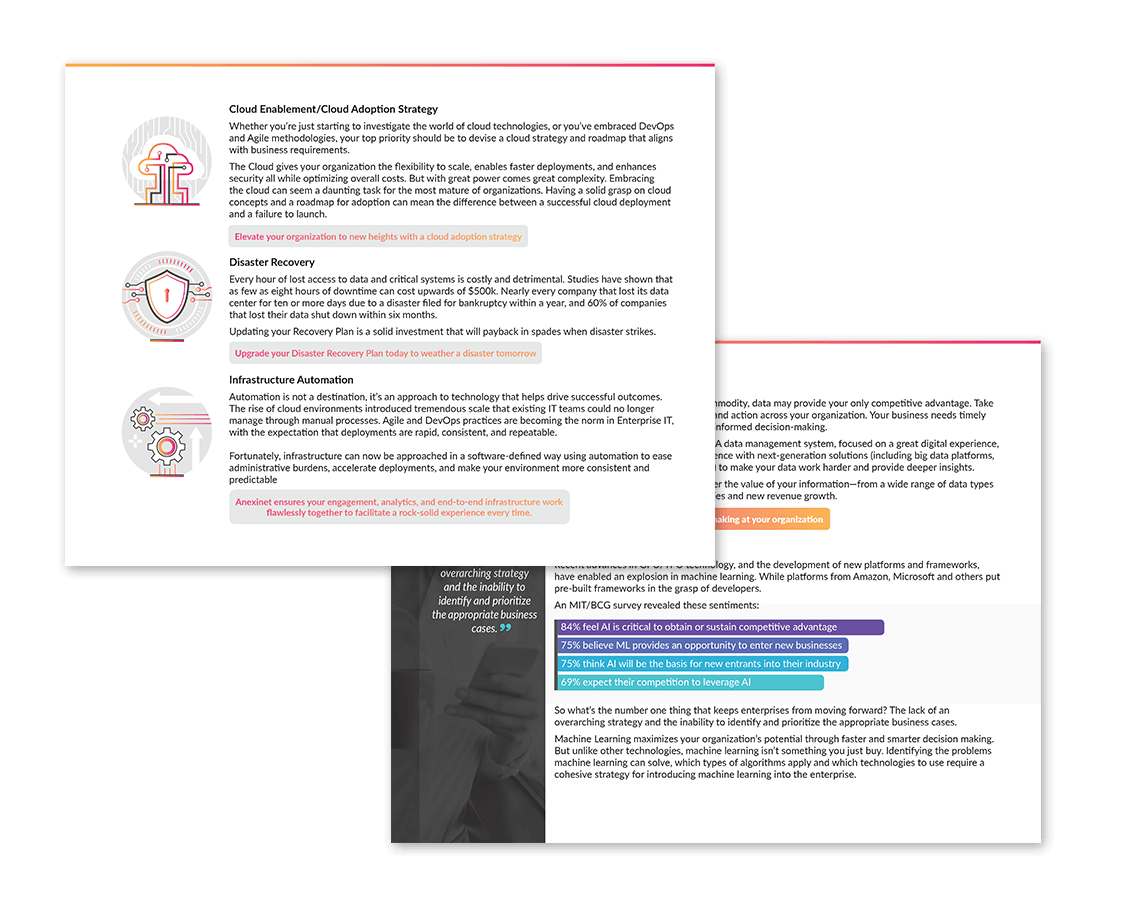 Cloud Enablement/Cloud Adoption Strategy
Whether you're just starting to investigate the world of cloud technologies, or you've embraced DevOps
and Agile methodologies, your top priority should be to devise a cloud strategy and roadmap that aligns
with business requirements.
The Cloud gives your organization the flexibility to scale, enables faster deployments, and enhances
security all while optimizing overall costs. But with great power comes great complexity. Embracing
the cloud can seem a daunting task for the most mature of organizations. Having a solid grasp on cloud
concepts and a roadmap for adoption can mean the difference between a successful cloud deployment
and a failure to launch.
Elevate your organization to new heights with a cloud adoption strategy
Disaster Recovery
Every hour of lost access to data and critical systems is costly and detrimental. Studies have shown that
as few as eight hours of downtime can cost upwards of $500k. Nearly every company that lost its data
center for ten or more days due to a disaster filed for bankruptcy within a year, and 60% of companies
that lost their data shut down within six months.
Updating your Recovery Plan is a solid investment that will payback in spades when disaster strikes.
Upgrade your Disaster Recovery Plan today to weather a disaster tomorrow
Infrastructure Automation
Automation is not a destination, it's an approach to technology that helps drive successful outcomes.
The rise of cloud environments introduced tremendous scale that existing IT teams could no longer
manage through manual processes. Agile and DevOps practices are becoming the norm in Enterprise IT,
with the expectation that deployments are rapid, consistent, and repeatable.
Fortunately, infrastructure can now be approached in a software-defined way using automation to ease
administrative burdens, accelerate deployments, and make your environment more consistent and
predictable
Anexinet ensures your engagement, analytics, and end-to-end infrastructure work
flawlessly together to facilitate a rock-solid experience every time.
data may provide your only competitive advantage. Take
and action across your organization. Your business needs timely
informed decision-making.
A data management system, focused on a great digital experience,
with next-generation solutions (including big data platforms,
to make your data work harder and provide deeper insights.
the value of your information—from a wide range of data types
and new revenue growth.
at your organization
overarching strategy
and the inability to
identify and prioritize
the appropriate business
cases. ”
and the development of new platforms and frameworks,
have enabled an explosion in machine learning. While platforms from Amazon, Microsoft and others put
pre-built frameworks in the grasp of developers.
An MIT/BCG survey revealed these sentiments:
84% feel AI is critical to obtain or sustain competitive advantage
75% believe ML provides an opportunity to enter new businesses
75% think AI will be the basis for new entrants into their industry
69% expect their competition to leverage AI
So what's the number one thing that keeps enterprises from moving forward? The lack of an
overarching strategy and the inability to identify and prioritize the appropriate business cases.
Machine Learning maximizes your organization's potential through faster and smarter decision making.
But unlike other technologies, machine learning isn't something you just buy. Identifying the problems
machine learning can solve, which types of algorithms apply and which technologies to use require a
cohesive strategy for introducing machine learning into the enterprise.